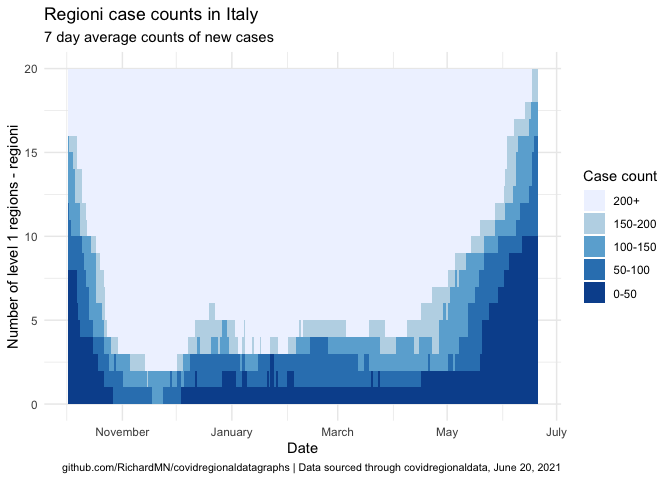 Regioni case counts in Italy
7 day average counts of new cases
Number of level 1 regions - regioni
20
15
10
5
0
November
January
March
May
July
Date
Case count
200+
150-200
100-150
50-100
0-50
github.com/RichardMN/covidregionaldatagraphs | Data sourced through covidregionaldata, June 20, 2021